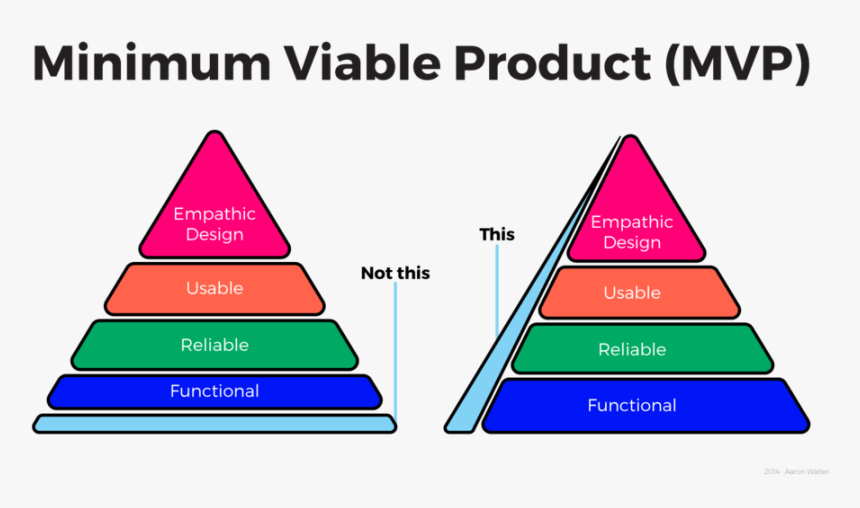 Minimum Viable Product (MVP)
Empathic
Design
Usable
Reliable
Functional
Not this
This
Empathic
Design
Usable
Reliable
Functional
2014 - Aaron Walter